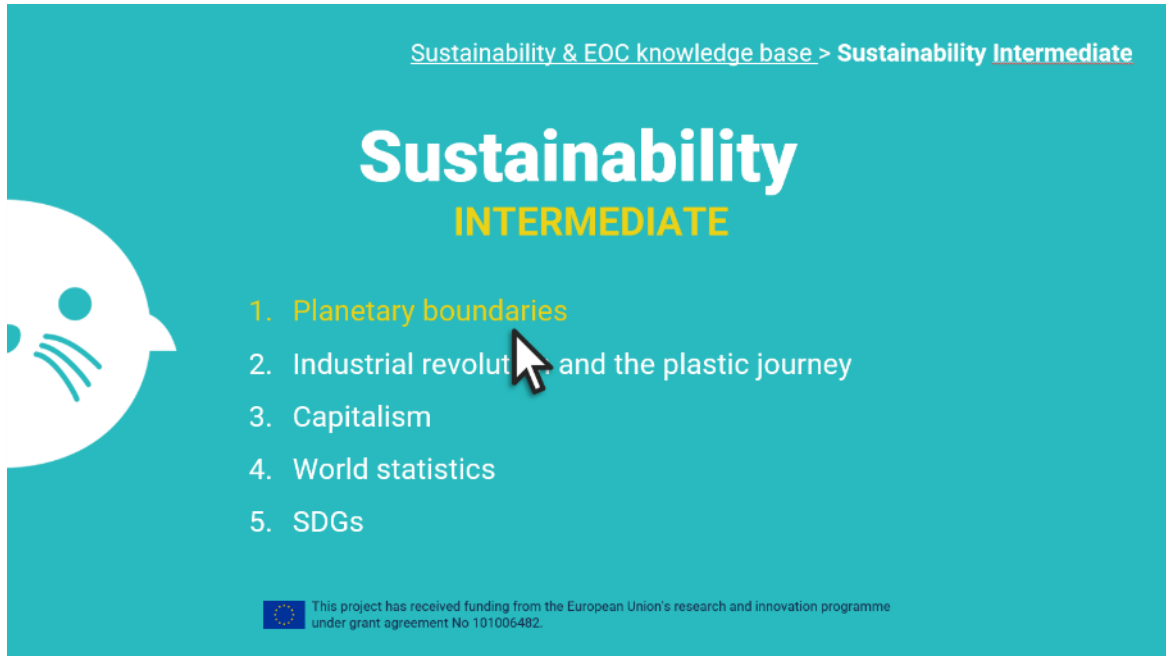 Sustainability & EOC knowledge base > Sustainability Intermediate
Sustainability
INTERMEDIATE
1. Planetary boundaries
2. Industrial revolut and the plastic journey
3. Capitalism
4. World statistics
5. SDGs
This project has received funding from the European Union's research and innovation programme
under grant agreement No 101006482.